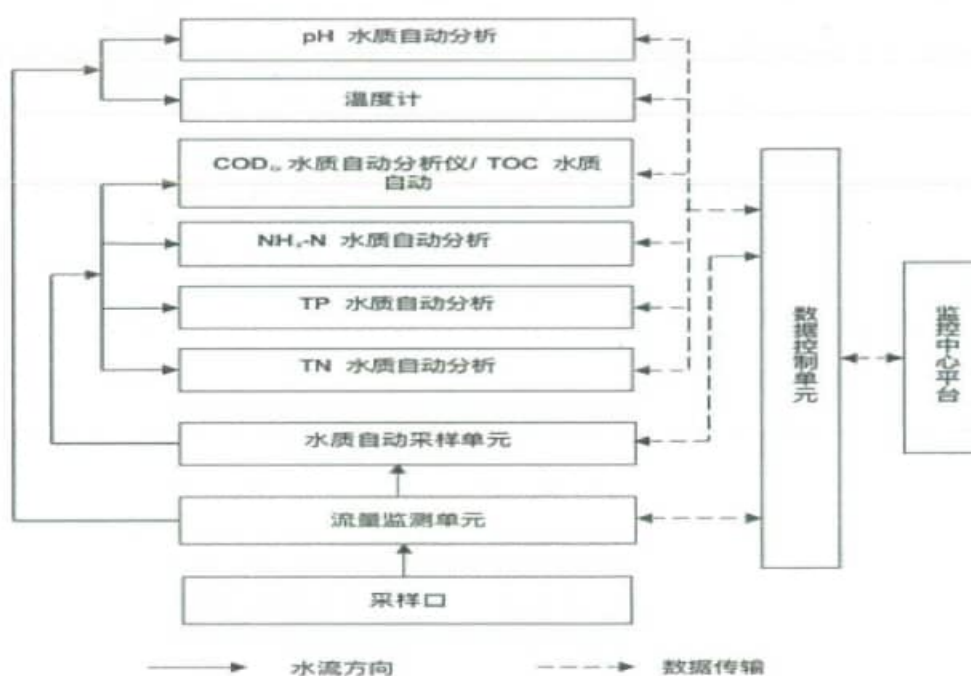 pH 水质自动分析
温度计
CODCr 水质自动分析仪/ TOC 水质
自动
NH₃-N 水质自动分析
TP 水质自动分析
TN 水质自动分析
水质自动采样单元
流量监测单元
采样口
数据控制单元
监控中心平台
水流方向
数据传输